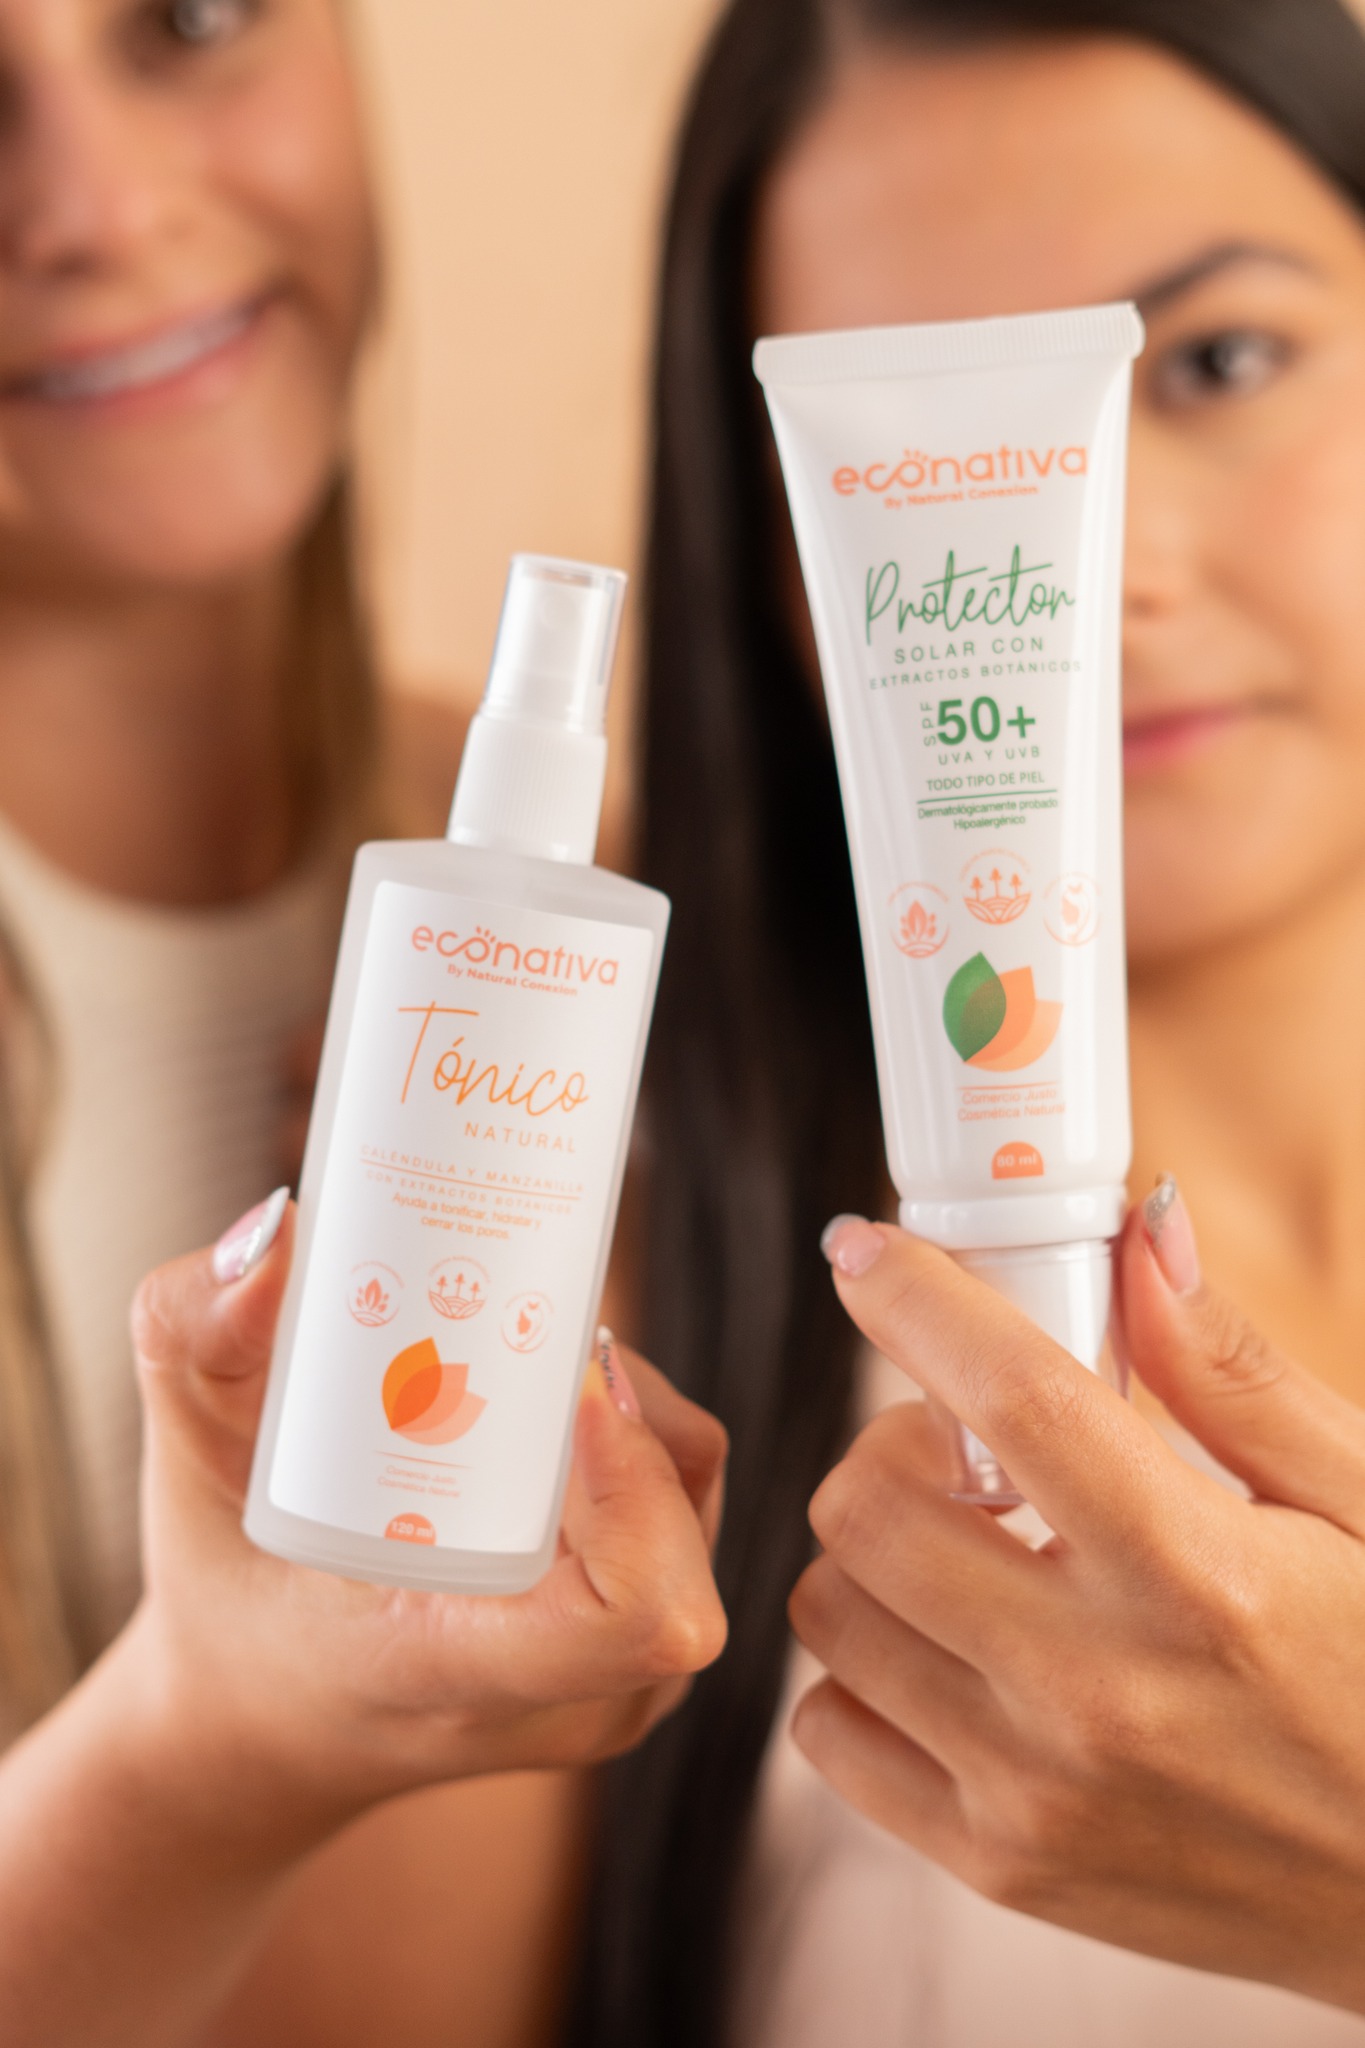 econativa
By Natural Conexion
Tónico
NATURAL
CALÉNDULA Y MANZANILLA
CON EXTRACTOS BOTÁNICOS
Ayuda a tonificar, hidratar y
cerrar los poros.
Comercio Justo
Cosmética Natural
120 ml
econativa
By Natural Conexion
Protector
SOLAR CON
EXTRACTOS BOTÁNICOS
SPF 50+
UVA Y UVB
TODO TIPO DE PIEL
Dermatológicamente probado
Hipoalergénico
Comercio Justo
Cosmética Natural
80 ml